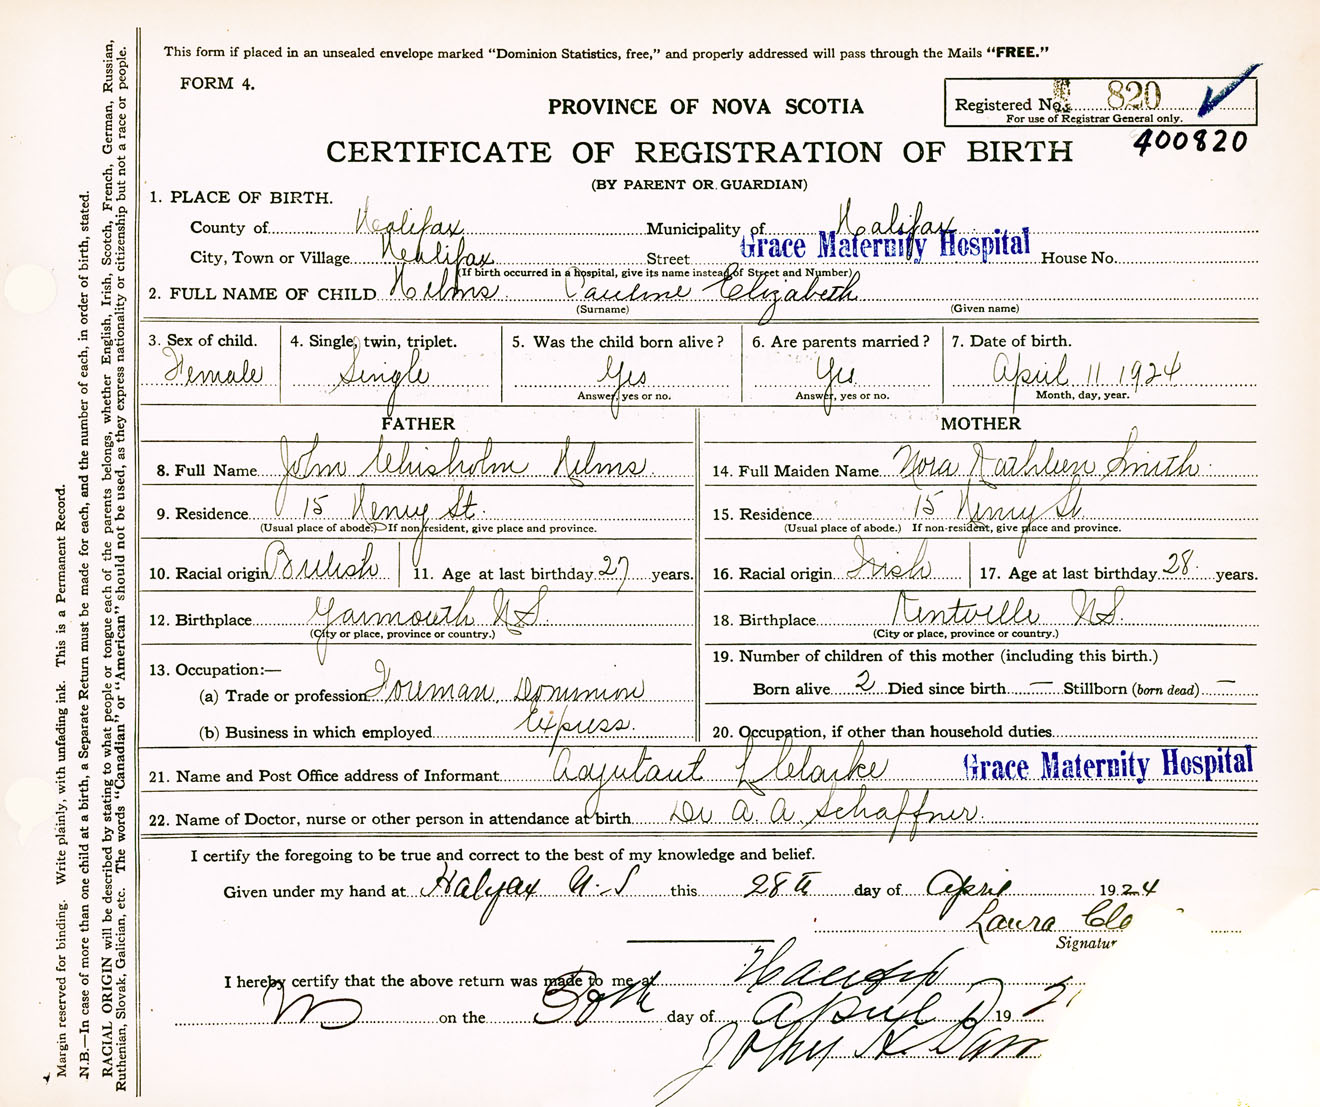 This form if placed in an unsealed envelope marked "Dominion Statistics, free," and properly addressed will pass through the Mails "FREE."
FORM 4.
PROVINCE OF NOVA SCOTIA
Registered No. 820
For use of Registrar General only.
400820
CERTIFICATE OF REGISTRATION OF BIRTH
(BY PARENT OR GUARDIAN)
1. PLACE OF BIRTH.
County of Halifax Municipality of Halifax
City, Town or Village Halifax Street Grace Maternity Hospital House No.
(If birth occurred in a hospital, give its name instead of Street and Number)
2. FULL NAME OF CHILD Helms Pauline Elizabeth
(Surname) (Given name)
3. Sex of child. 4. Single, twin, triplet. 5. Was the child born alive? 6. Are parents married? 7. Date of birth.
Female Single Yes Yes April 11 1924
Answer, yes or no. Answer, yes or no. Month, day, year.
FATHER MOTHER
8. Full Name John Chisholm Helms 14. Full Maiden Name Nora Kathleen Smith
9. Residence 15 Henry St. 15. Residence 15 Henry St.
(Usual place of abode.) If non-resident, give place and province. (Usual place of abode.) If non-resident, give place and province.
10. Racial origin British 11. Age at last birthday 27 years. 16. Racial origin Irish 17. Age at last birthday 28 years.
12. Birthplace Yarmouth N.S. 18. Birthplace Kentville N.S.
(City or place, province or country.) (City or place, province or country.)
13. Occupation:— 19. Number of children of this mother (including this birth.)
(a) Trade or profession Foreman, Dominion Born alive 2 Died since birth — Stillborn (born dead) —
(b) Business in which employed Express. 20. Occupation, if other than household duties
21. Name and Post Office address of Informant Adjutant L Clarke Grace Maternity Hospital
22. Name of Doctor, nurse or other person in attendance at birth Dr A. A. Schaffner.
I certify the foregoing to be true and correct to the best of my knowledge and belief.
Given under my hand at Halifax N.S this 28th day of April 1924
Laura Cla
Signatur
I hereby certify that the above return was made to me at
on the 30th day of April 192
John
Margin reserved for binding. Write plainly, with unfading ink. This is a Permanent Record.
N.B.—In case of more than one child at a birth, a Separate Return must be made for each, and the number of each, in order of birth, stated.
RACIAL ORIGIN will be described by stating to what people or tongue each of the parents belongs, whether English, Irish, Scotch, French, German, Russian,
Ruthenian, Slovak, Galician, etc. The words "Canadian" or "American" should not be used, as they express nationality or citizenship but not a race or people.